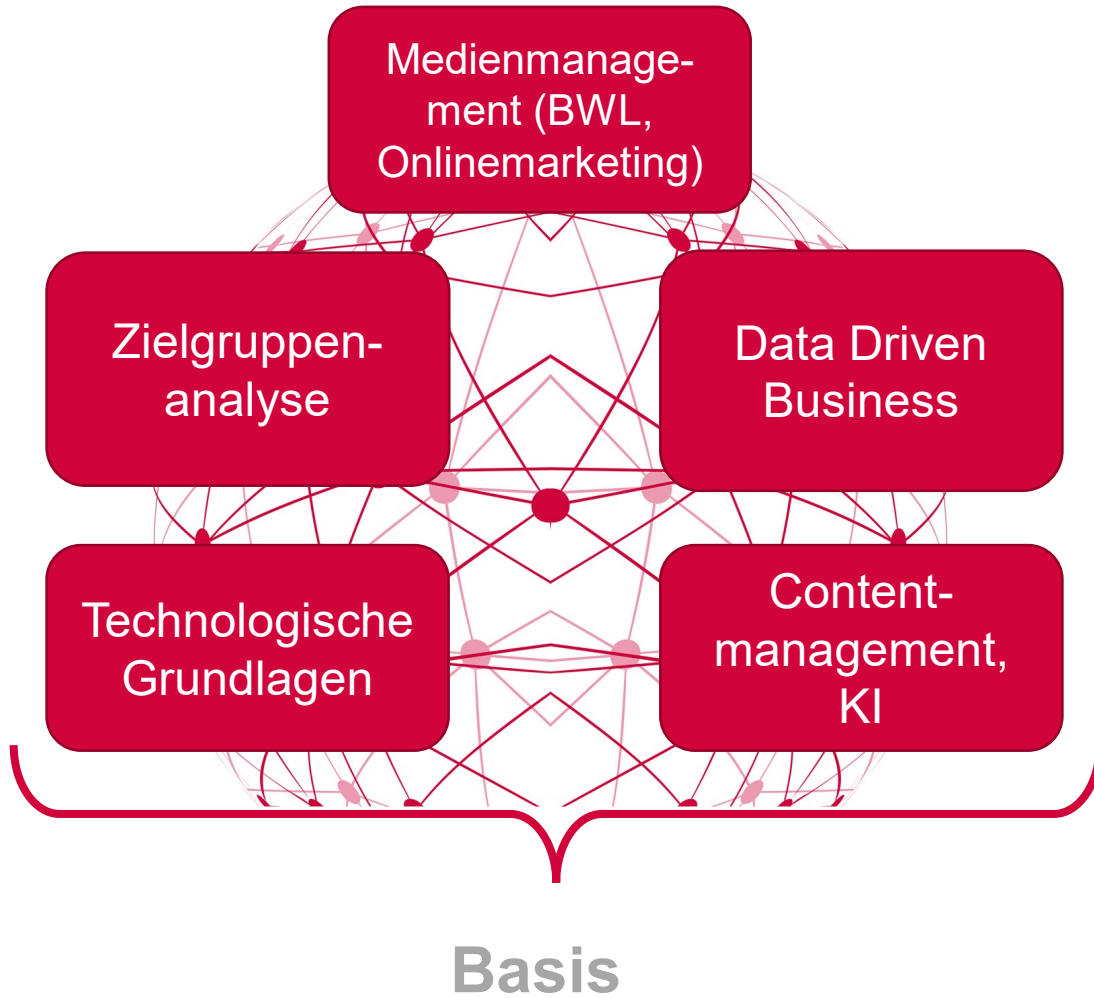 Medienmanage-
ment (BWL,
Onlinemarketing)
Zielgruppen-
analyse
Data Driven
Business
Technologische
Grundlagen
Content-
management,
KI
Basis